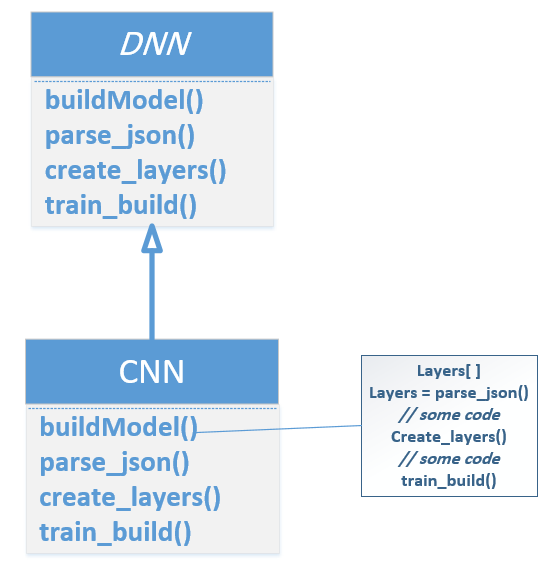 DNN
buildModel()
parse_json()
create_layers()
train_build()
CNN
buildModel()
parse_json()
create_layers()
train_build()
Layers[ ]
Layers = parse_json()
// some code
Create_layers()
// some code
train_build()